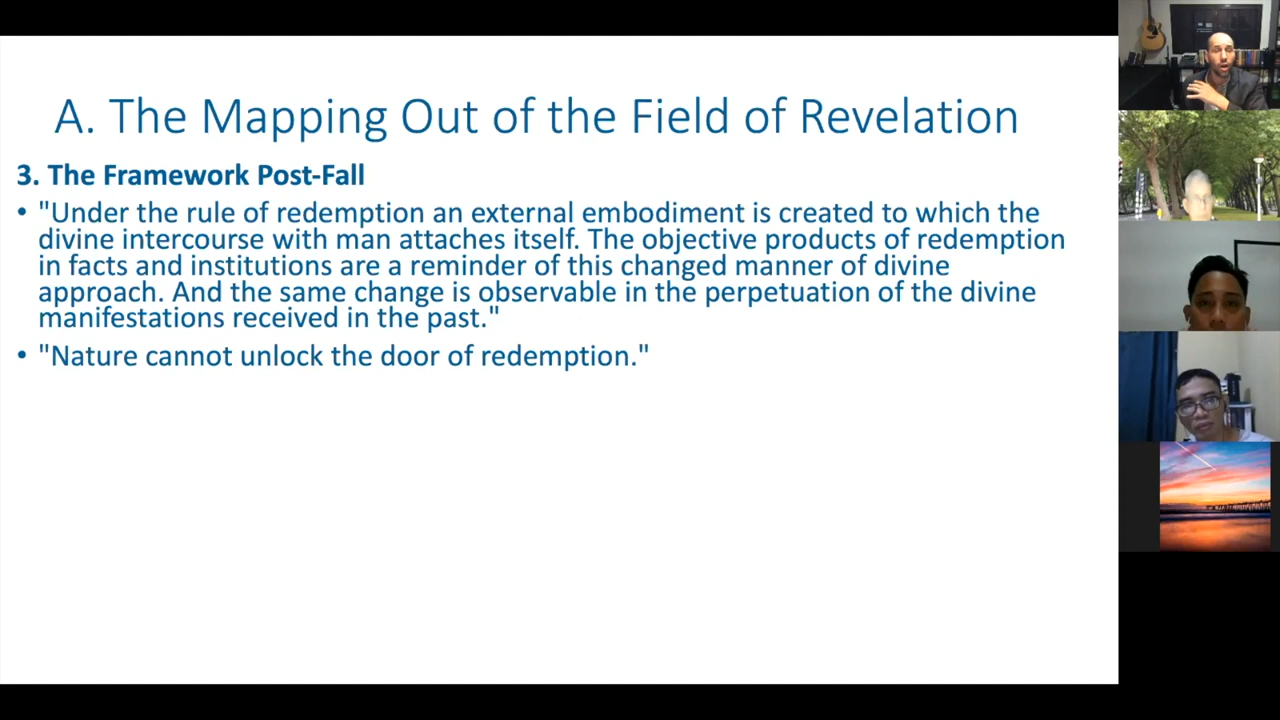 A. The Mapping Out of the Field of Revelation
3. The Framework Post-Fall
• "Under the rule of redemption an external embodiment is created to which the
divine intercourse with man attaches itself. The objective products of redemption
in facts and institutions are a reminder of this changed manner of divine
approach. And the same change is observable in the perpetuation of the divine
manifestations received in the past."
• "Nature cannot unlock the door of redemption."